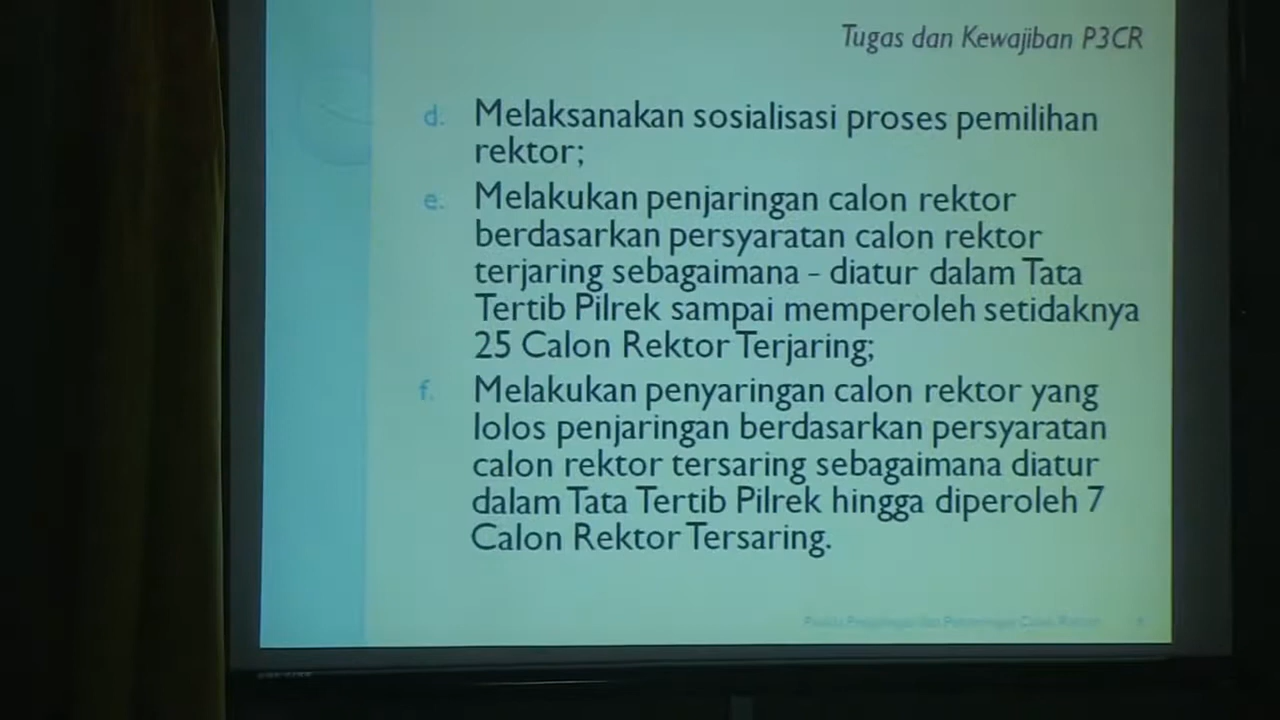 Tugas dan Kewajiban P3CR
d. Melaksanakan sosialisasi proses pemilihan
rektor;
e. Melakukan penjaringan calon rektor
berdasarkan persyaratan calon rektor
terjaring sebagaimana - diatur dalam Tata
Tertib Pilrek sampai memperoleh setidaknya
25 Calon Rektor Terjaring;
f. Melakukan penyaringan calon rektor yang
lolos penjaringan berdasarkan persyaratan
calon rektor tersaring sebagaimana diatur
dalam Tata Tertib Pilrek hingga diperoleh 7
Calon Rektor Tersaring.